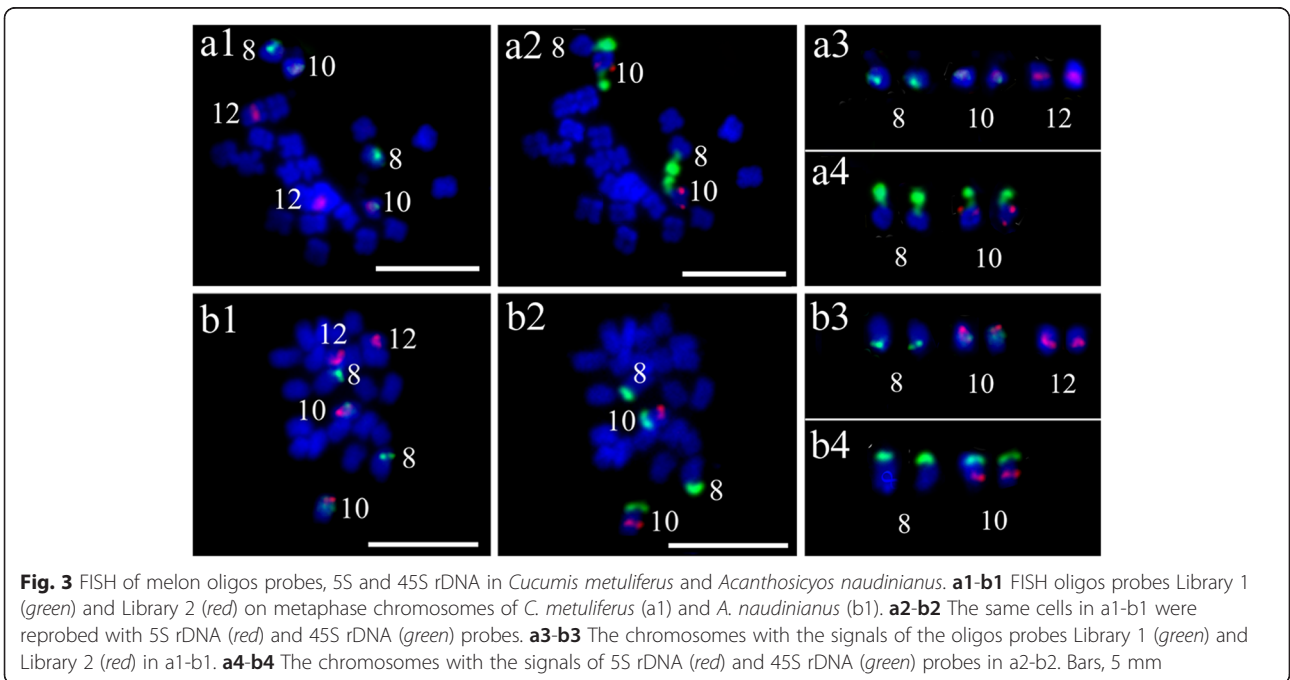 a1
8
10
12
8
12
10
a2
8
10
8
10
a3
8 10 12
a4
8 10
b1
12 12
8
10
8
10
b2
8
10
8
10
b3
8 10 12
b4
8 10
Fig. 3 FISH of melon oligos probes, 5S and 45S rDNA in Cucumis metuliferus and Acanthosicyos naudinianus. a1-b1 FISH oligos probes Library 1
(green) and Library 2 (red) on metaphase chromosomes of C. metuliferus (a1) and A. naudinianus (b1). a2-b2 The same cells in a1-b1 were
reprobed with 5S rDNA (red) and 45S rDNA (green) probes. a3-b3 The chromosomes with the signals of the oligos probes Library 1 (green) and
Library 2 (red) in a1-b1. a4-b4 The chromosomes with the signals of 5S rDNA (red) and 45S rDNA (green) probes in a2-b2. Bars, 5 mm